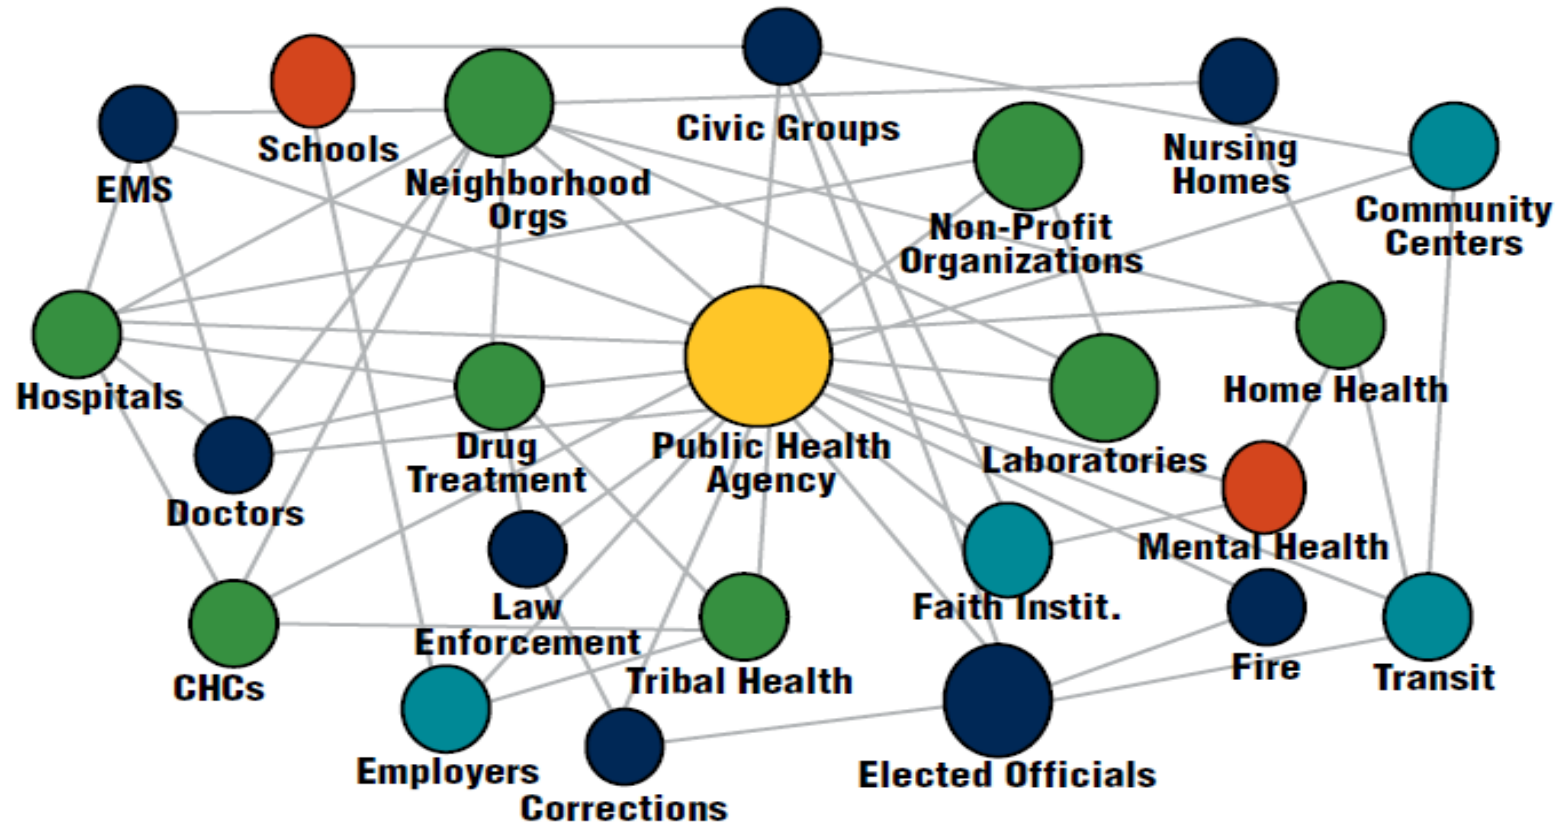 Civic Groups
Schools
Nursing
Homes
EMS
Neighborhood
Orgs
Non-Profit
Organizations
Community
Centers
Hospitals
Home Health
Drug
Treatment
Public Health
Agency
Laboratories
Doctors
Mental Health
Law
Enforcement
Faith Instit.
Fire
Transit
CHCs
Tribal Health
Employers
Elected Officials
Corrections